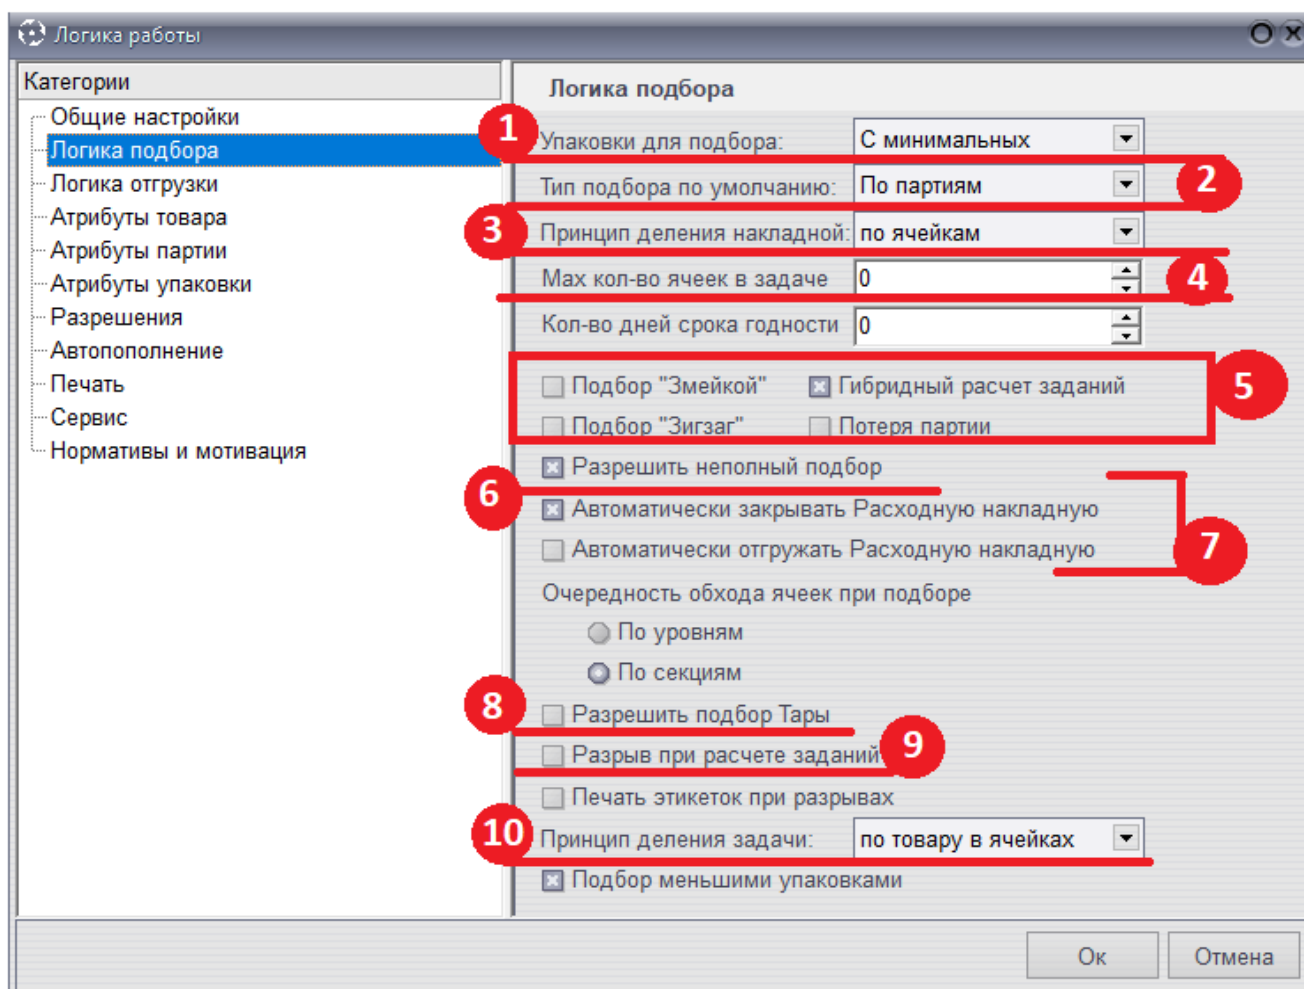 Логика работы
Категории
Общие настройки
Логика подбора
Логика отгрузки
Атрибуты товара
Атрибуты партии
Атрибуты упаковки
Разрешения
Автопополнение
Печать
Сервис
Нормативы и мотивация
Логика подбора
1 Упаковки для подбора: С минимальных
Тип подбора по умолчанию: По партиям 2
3 Принцип деления накладной: по ячейкам
Мах кол-во ячеек в задаче 0 4
Кол-во дней срока годности 0
Подбор "Змейкой" Гибридный расчет заданий 5
Подбор "Зигзаг" Потеря партии
Разрешить неполный подбор
6
Автоматически закрывать Расходную накладную
Автоматически отгружать Расходную накладную 7
Очередность обхода ячеек при подборе
По уровням
По секциям
8 Разрешить подбор Тары
Разрыв при расчете заданий 9
Печать этикеток при разрывах
10 Принцип деления задачи: по товару в ячейках
Подбор меньшими упаковками
Ок Отмена